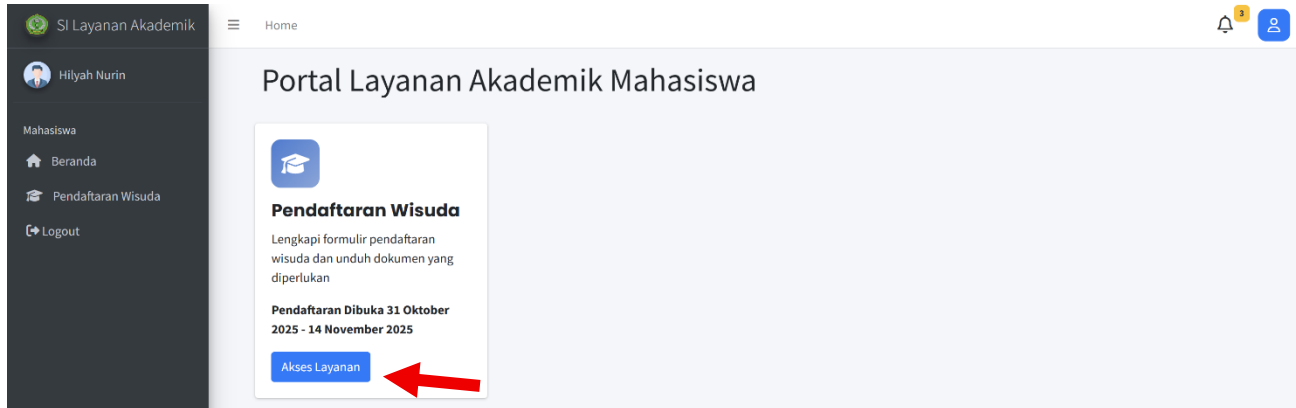 SI Layanan Akademik
Home
3
Hilyah Nurin
Portal Layanan Akademik Mahasiswa
Mahasiswa
Beranda
Pendaftaran Wisuda
Logout
Pendaftaran Wisuda
Lengkapi formulir pendaftaran
wisuda dan unduh dokumen yang
diperlukan
Pendaftaran Dibuka 31 Oktober
2025 - 14 November 2025
Akses Layanan